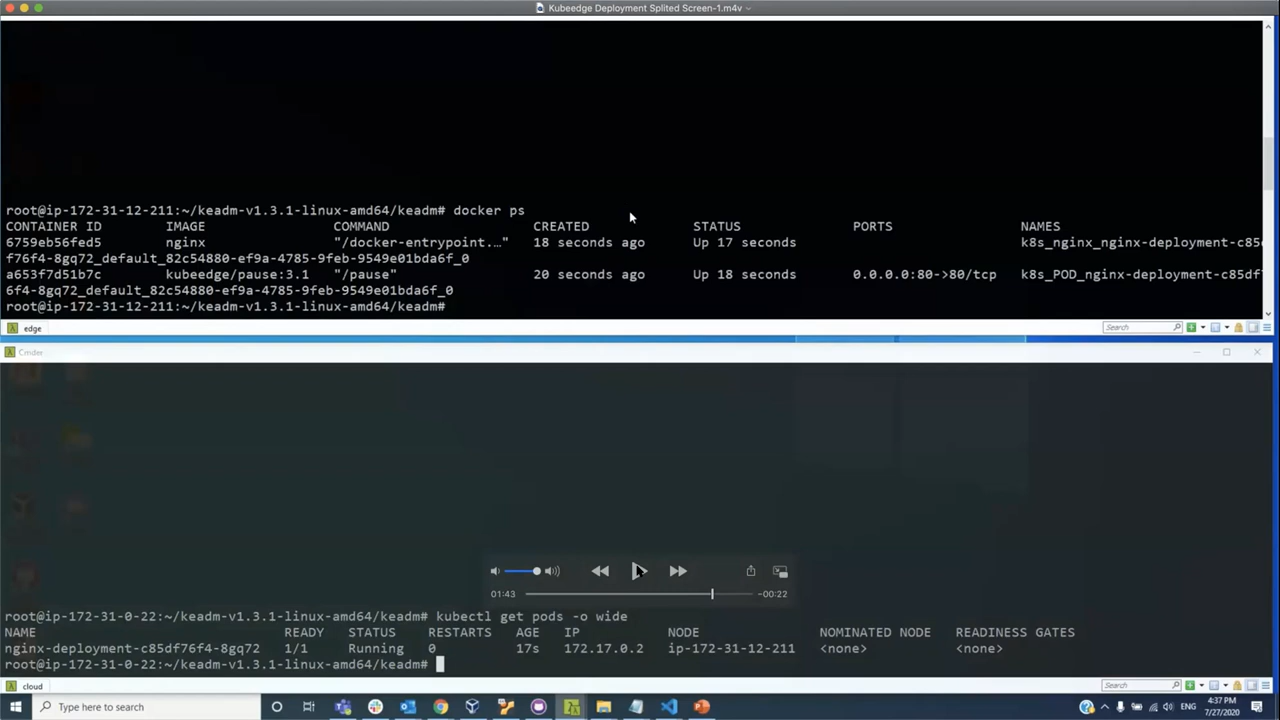 Kubeedge Deployment Splited Screen-1.m4v
root@ip-172-31-12-211:~/keadm-v1.3.1-linux-amd64/keadm# docker ps
CONTAINER ID IMAGE COMMAND CREATED STATUS PORTS NAMES
6759eb56fed5 nginx "/docker-entrypoint.…" 18 seconds ago Up 17 seconds k8s_nginx_nginx-deployment-c85d
f76f4-8gq72_default_82c54880-ef9a-4785-9feb-9549e01bda6f_0
a653f7d51b7c kubeedge/pause:3.1 "/pause" 20 seconds ago Up 18 seconds 0.0.0.0:80->80/tcp k8s_POD_nginx-deployment-c85df7
6f4-8gq72_default_82c54880-ef9a-4785-9feb-9549e01bda6f_0
root@ip-172-31-12-211:~/keadm-v1.3.1-linux-amd64/keadm#
edge Search
Cmder
01:43 -00:22
root@ip-172-31-0-22:~/keadm-v1.3.1-linux-amd64/keadm# kubectl get pods -o wide
NAME READY STATUS RESTARTS AGE IP NODE NOMINATED NODE READINESS GATES
nginx-deployment-c85df76f4-8gq72 1/1 Running 0 17s 172.17.0.2 ip-172-31-12-211 <none> <none>
root@ip-172-31-0-22:~/keadm-v1.3.1-linux-amd64/keadm#
cloud Search
Type here to search ENG 4:37 PM
7/27/2020